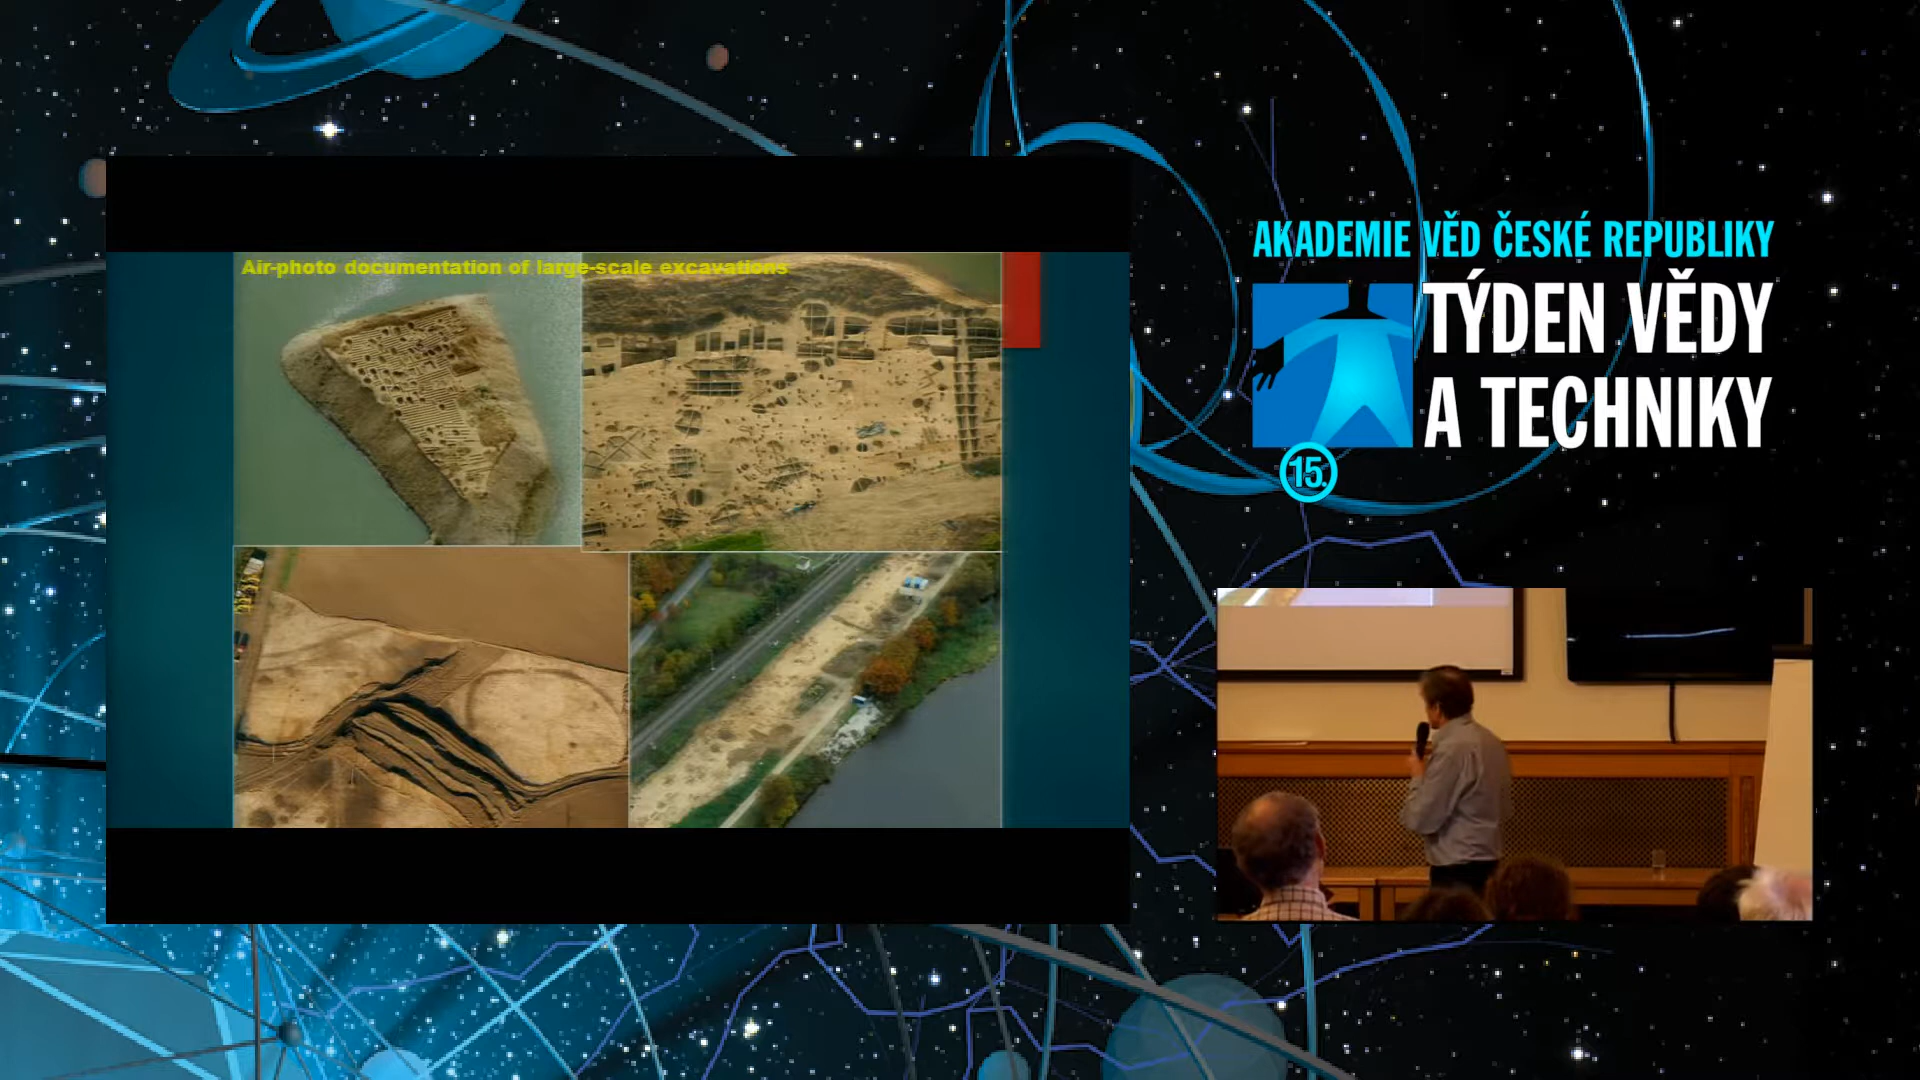 Air-photo documentation of large-scale excavations
AKADEMIE VĚD ČESKÉ REPUBLIKY
TÝDEN VĚDY
A TECHNIKY
15.